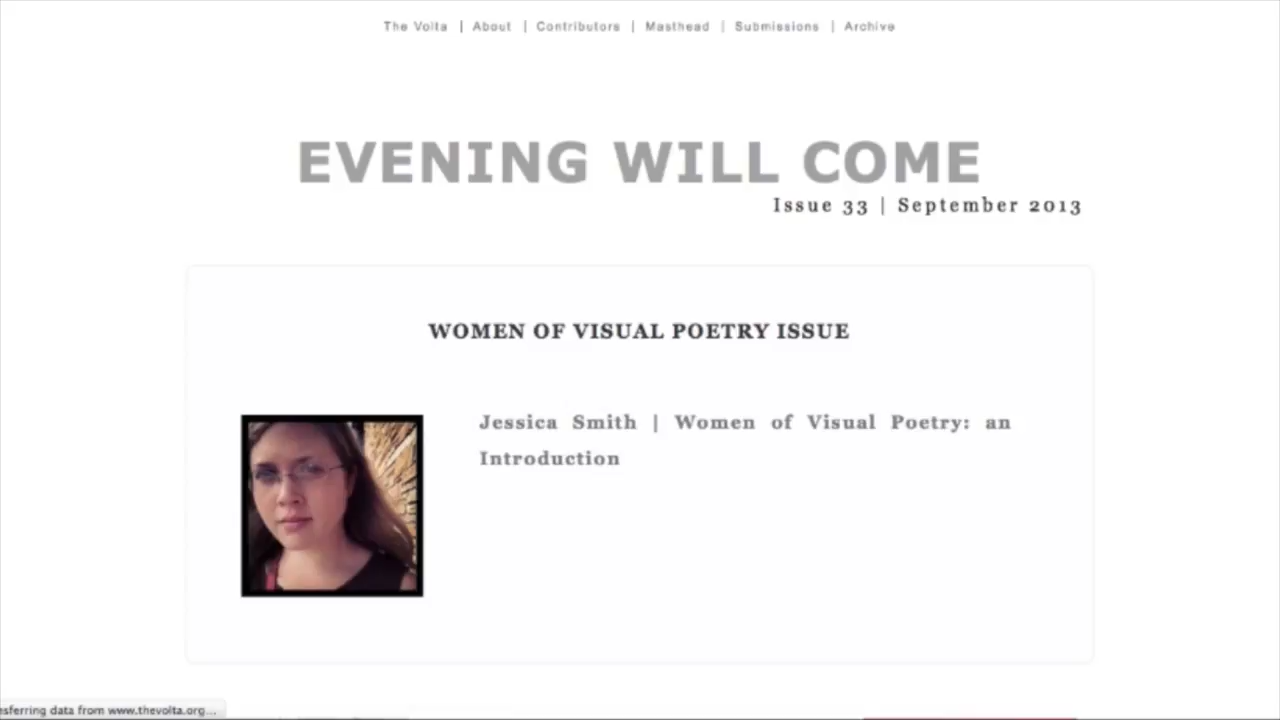 The Volta | About | Contributors | Masthead | Submissions | Archive
EVENING WILL COME
Issue 33 | September 2013
WOMEN OF VISUAL POETRY ISSUE
Jessica Smith | Women of Visual Poetry: an
Introduction
sferring data from www.thevolta.org...